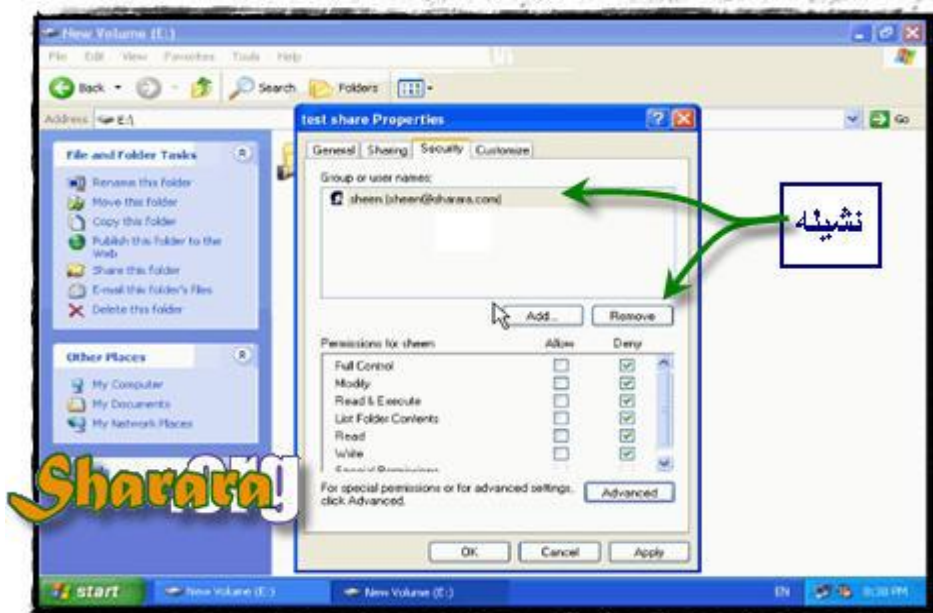 New Volume (E:)
File Edit View Favorites Tools Help
Back Search Folders
Address E:\ Go
File and Folder Tasks
Rename this folder
Move this folder
Copy this folder
Publish this folder to the
Web
Share this folder
E-mail this folder's files
Delete this folder
Other Places
My Computer
My Documents
My Network Places
test share Properties
General Sharing Security Customize
Group or user names:
sheen (sheen@sharara.com)
Add... Remove
Permissions for sheen Allow Deny
Full Control
Modify
Read & Execute
List Folder Contents
Read
Write
Special Permissions
For special permissions or for advanced settings,
click Advanced.
Advanced
OK Cancel Apply
نشيله
Sharara.org
start New Volume (E:) New Volume (E:) EN 8:30 PM